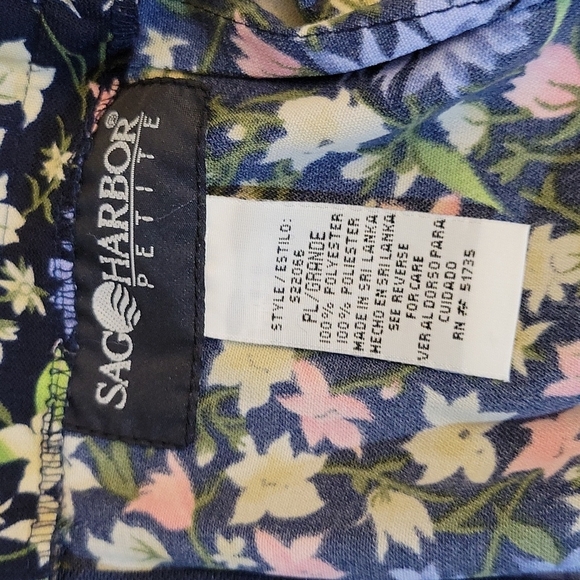 SAG HARBOR®
PETITE
STYLE/ESTILO:
S22066
PL/GRANDE
100% POLYESTER
100% POLIESTER
MADE IN SRI LANKA
HECHO EN SRI LANKA
SEE REVERSE
FOR CARE
VER AL DORSO PARA
CUIDADO
RN # 51735